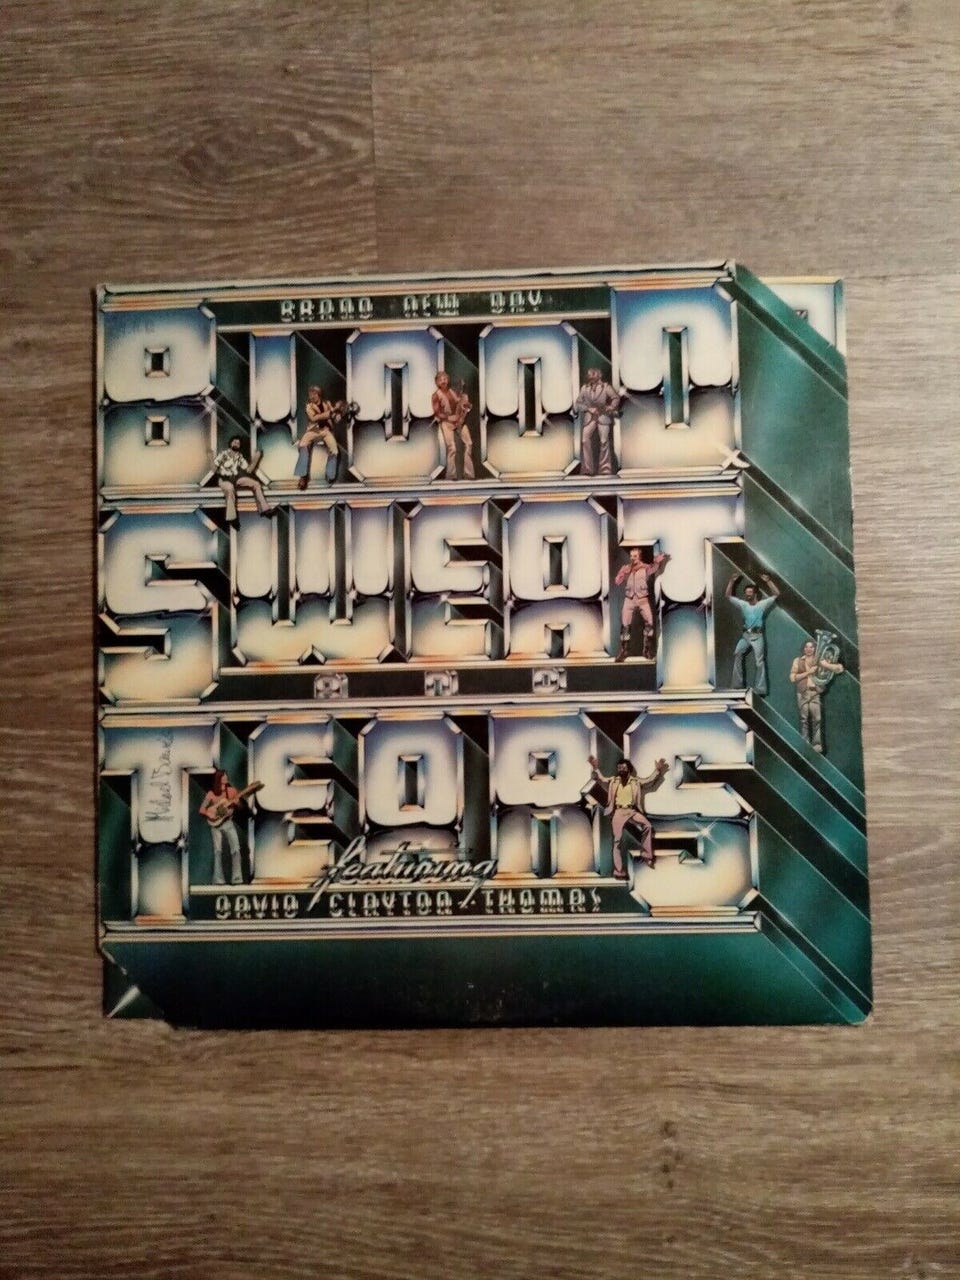 BRAND NEW DAY
BLOOD
SWEAT
AND
TEARS
featuring
DAVID CLAYTON-THOMAS